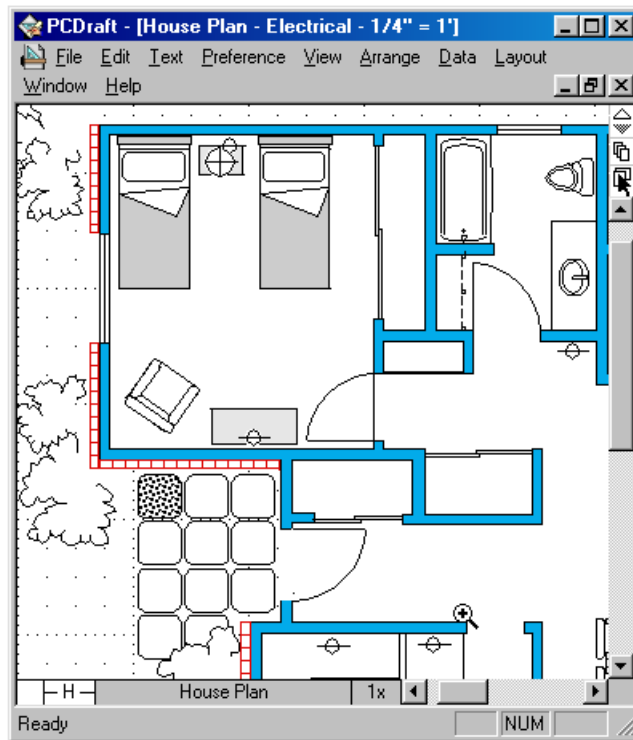 PCDraft - [House Plan - Electrical - 1/4" = 1']
File Edit Text Preference View Arrange Data Layout
Window Help
H House Plan 1x
Ready NUM